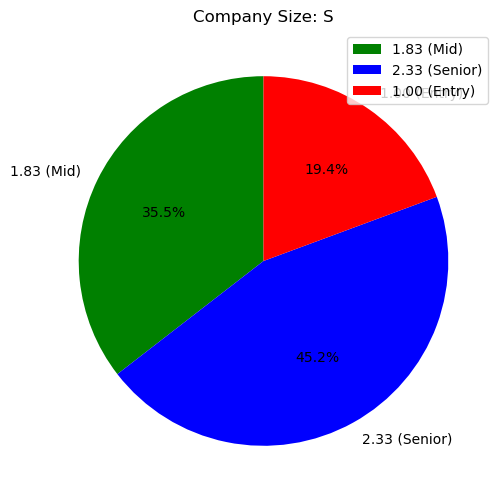 Company Size: S
1.83 (Mid)
2.33 (Senior)
1.00 (Entry)
19.4%
1.83 (Mid)
35.5%
45.2%
2.33 (Senior)